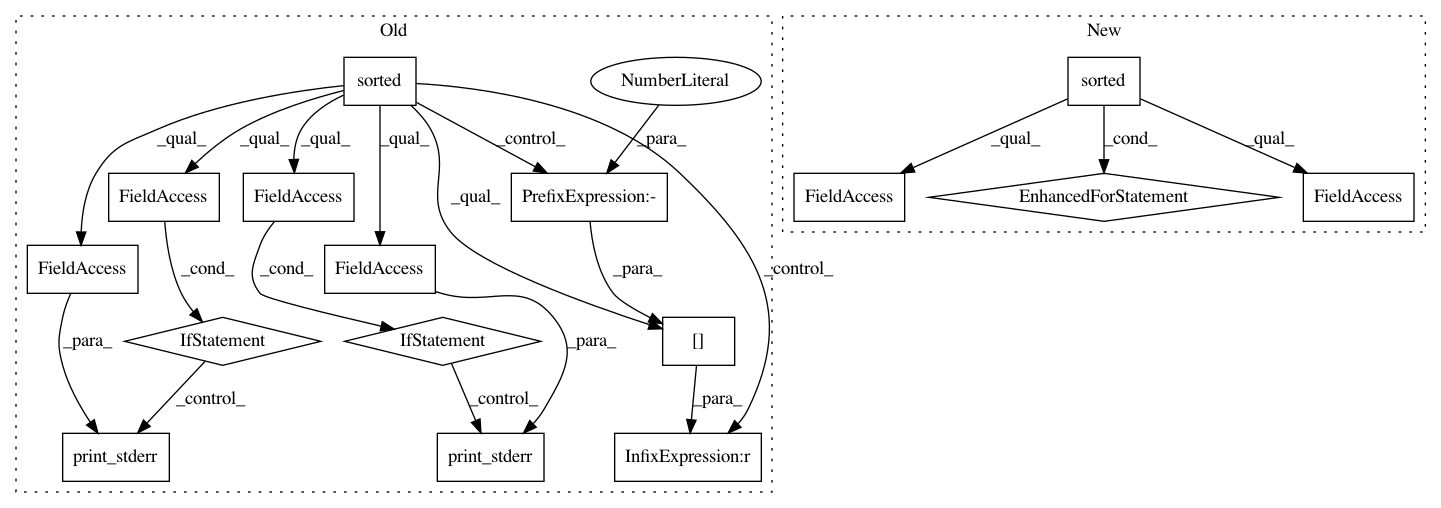 Old
New
sorted
NumberLiteral
sorted
_qual_
_qual_
_qual_
_qual_
_control_
_para_
_qual_
_cond_
_qual_
FieldAccess
FieldAccess
PrefixExpression:-
_qual_
FieldAccess
EnhancedForStatement
FieldAccess
FieldAccess
_cond_
_cond_
FieldAccess
_para_
_control_
_para_
IfStatement
IfStatement
_para_
[]
_control_
_control_
_para_
print_stderr
print_stderr
InfixExpression:r